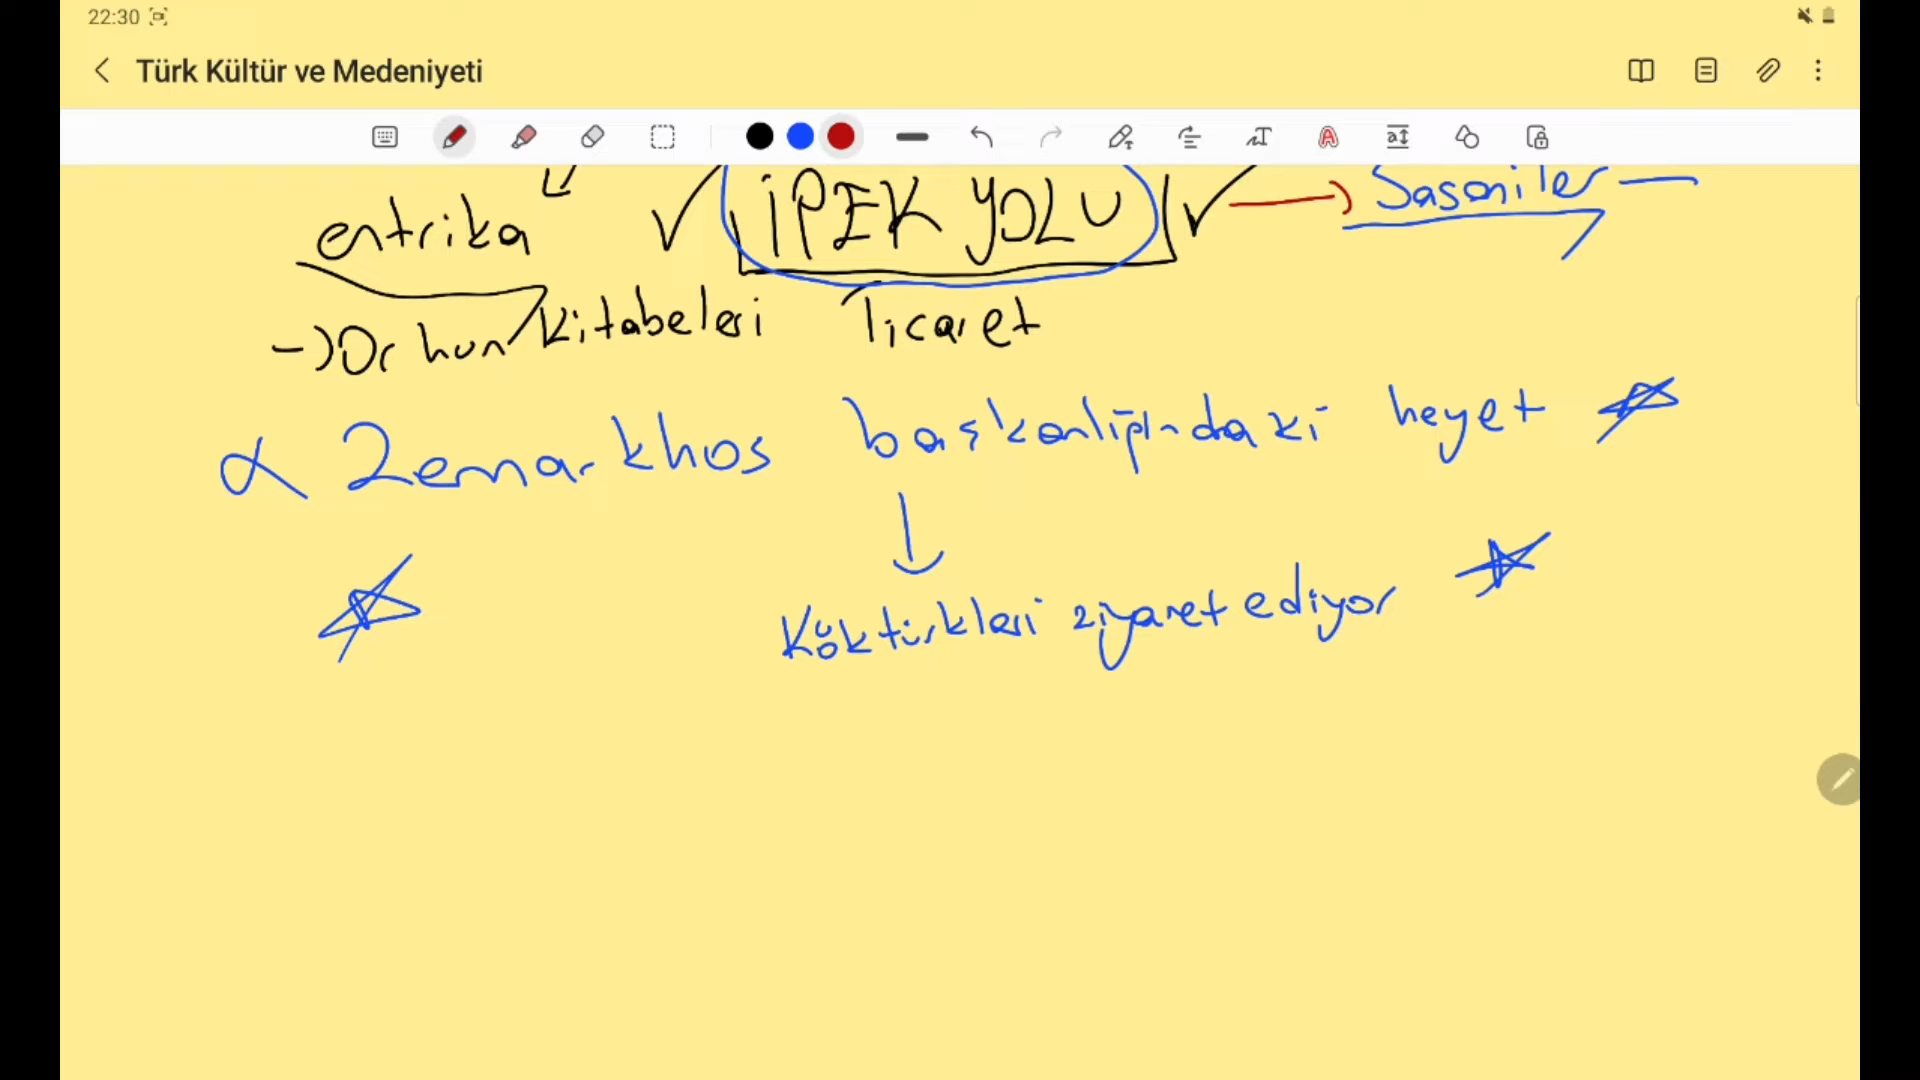 22:30
Türk Kültür ve Medeniyeti
entrika ✓ İPEK YOLU ✓ → Sasaniler —
→ Orhun Kitabeleri Ticaret
α Zemarkhos başkanlığındaki heyet
Köktürkleri ziyaret ediyor